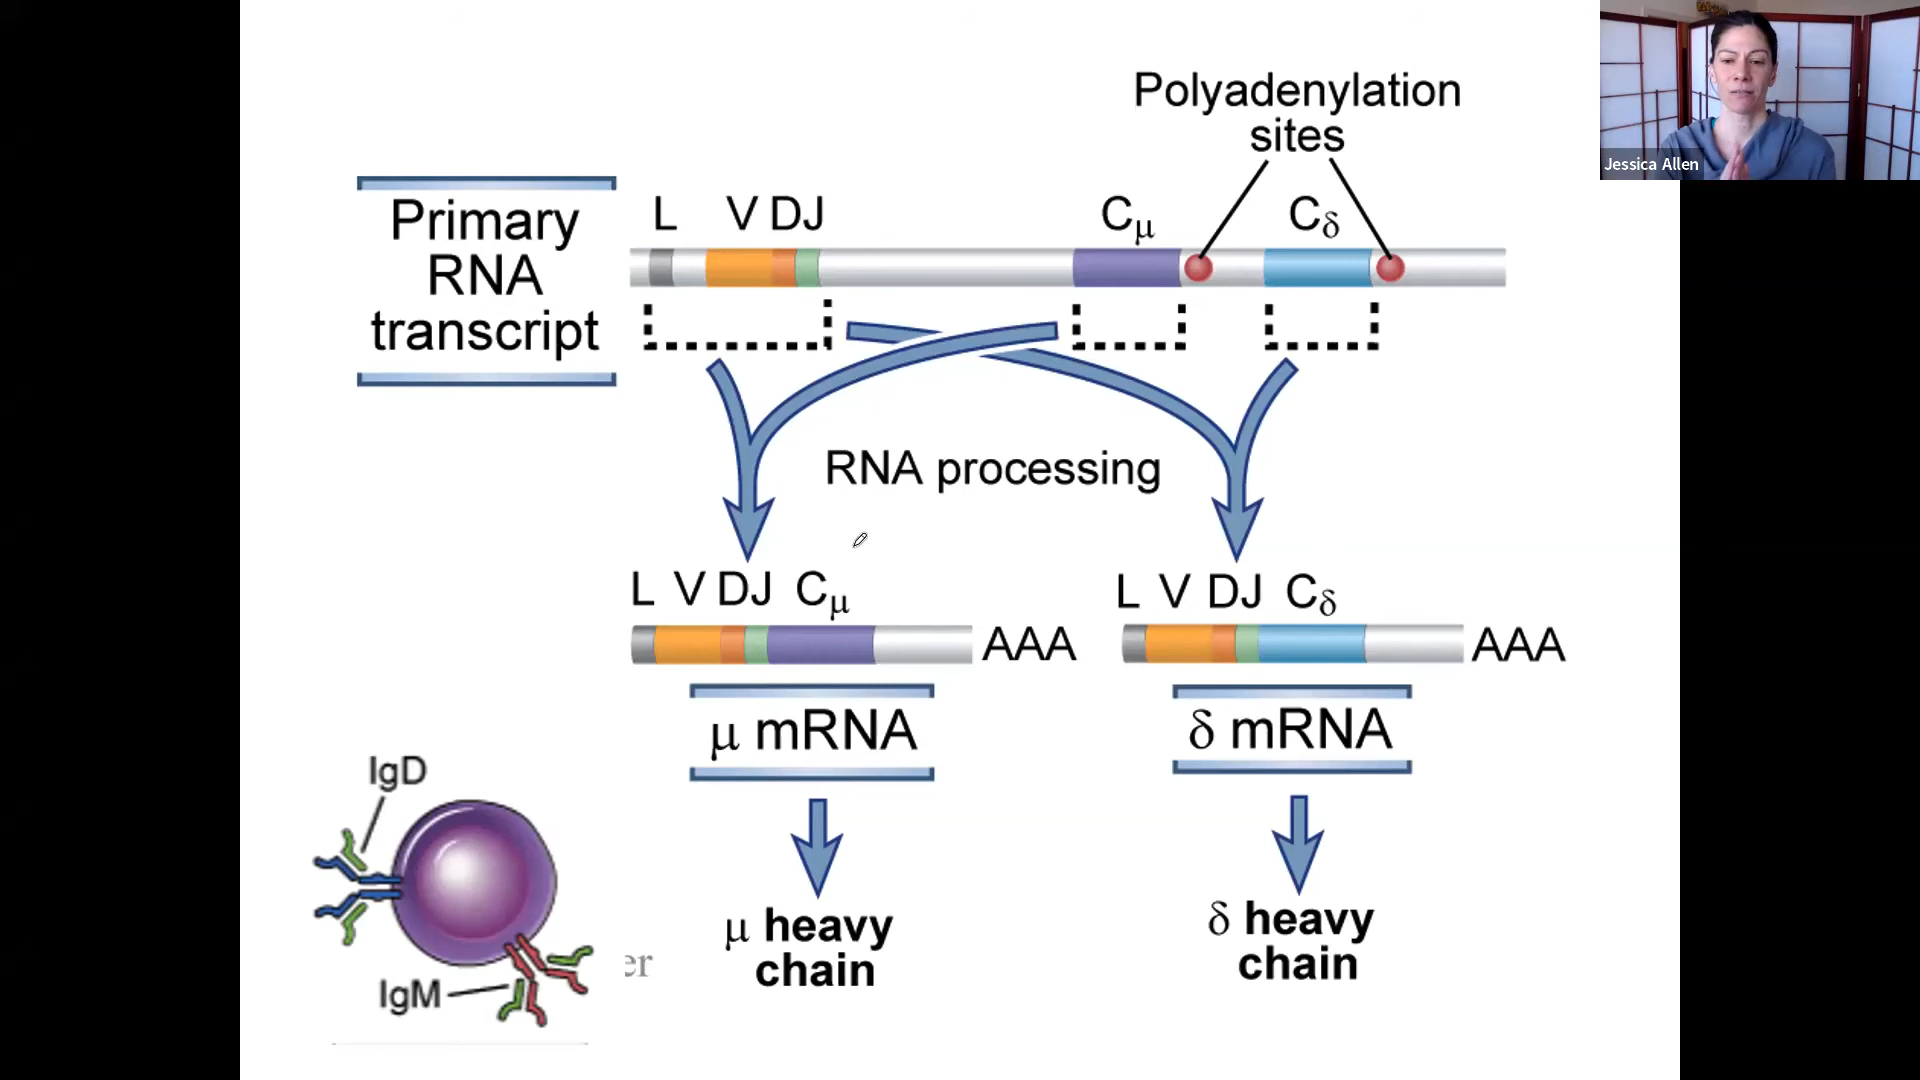 Polyadenylation
sites
Jessica Allen
Primary
RNA
transcript
L V DJ Cμ Cδ
RNA processing
L V DJ Cμ
AAA
L V DJ Cδ
AAA
μ mRNA
δ mRNA
IgD
IgM
er
μ heavy
chain
δ heavy
chain